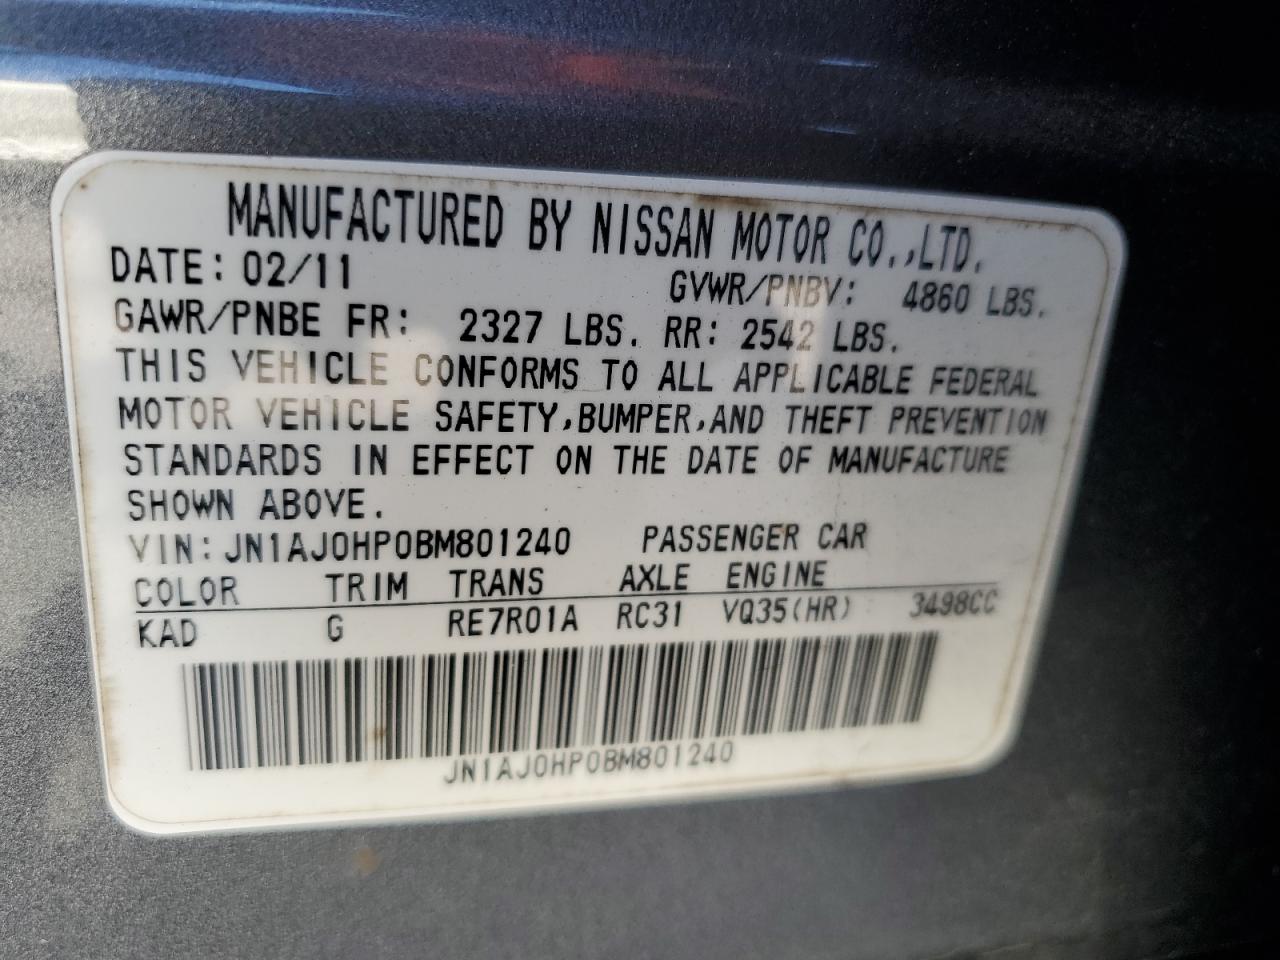 MANUFACTURED BY NISSAN MOTOR CO.,LTD.
DATE: 02/11 GVWR/PNBV: 4860 LBS.
GAWR/PNBE FR: 2327 LBS. RR: 2542 LBS.
THIS VEHICLE CONFORMS TO ALL APPLICABLE FEDERAL
MOTOR VEHICLE SAFETY,BUMPER,AND THEFT PREVENTION
STANDARDS IN EFFECT ON THE DATE OF MANUFACTURE
SHOWN ABOVE.
VIN: JN1AJ0HP0BM801240 PASSENGER CAR
COLOR TRIM TRANS AXLE ENGINE
KAD G RE7R01A RC31 VQ35(HR) 3498CC
JN1AJ0HP0BM801240